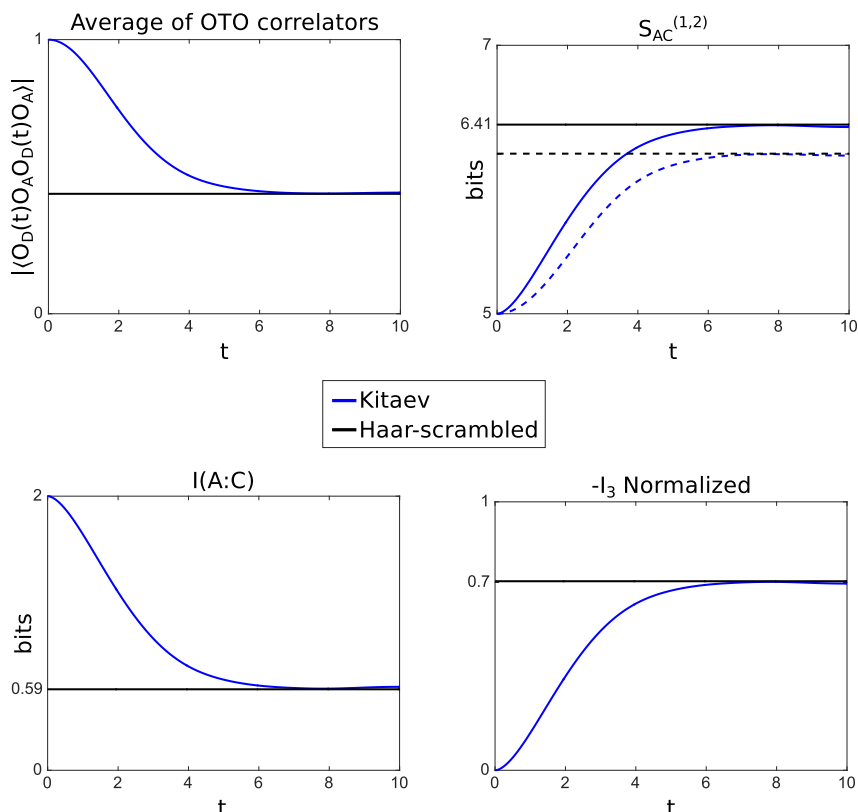 Average of OTO correlators
|⟨O_D(t)O_AO_D(t)O_A⟩|
1
0
0 2 4 6 8 10
t
S_AC^(1,2)
bits
7
6.41
5
0 2 4 6 8 10
t
Kitaev
Haar-scrambled
I(A:C)
bits
2
0.59
0
0 2 4 6 8 10
t
-I_3 Normalized
1
0.7
0
0 2 4 6 8 10
t